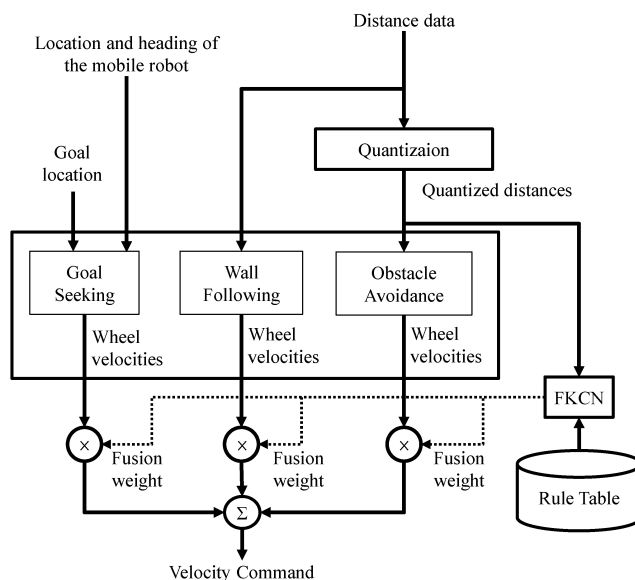 Distance data
Location and heading of
the mobile robot
Quantizaion
Goal
location
Quantized distances
Goal
Seeking
Wall
Following
Obstacle
Avoidance
Wheel
velocities
Wheel
velocities
Wheel
velocities
FKCN
×
×
×
Fusion
weight
Fusion
weight
Fusion
weight
Rule Table
Σ
Velocity Command